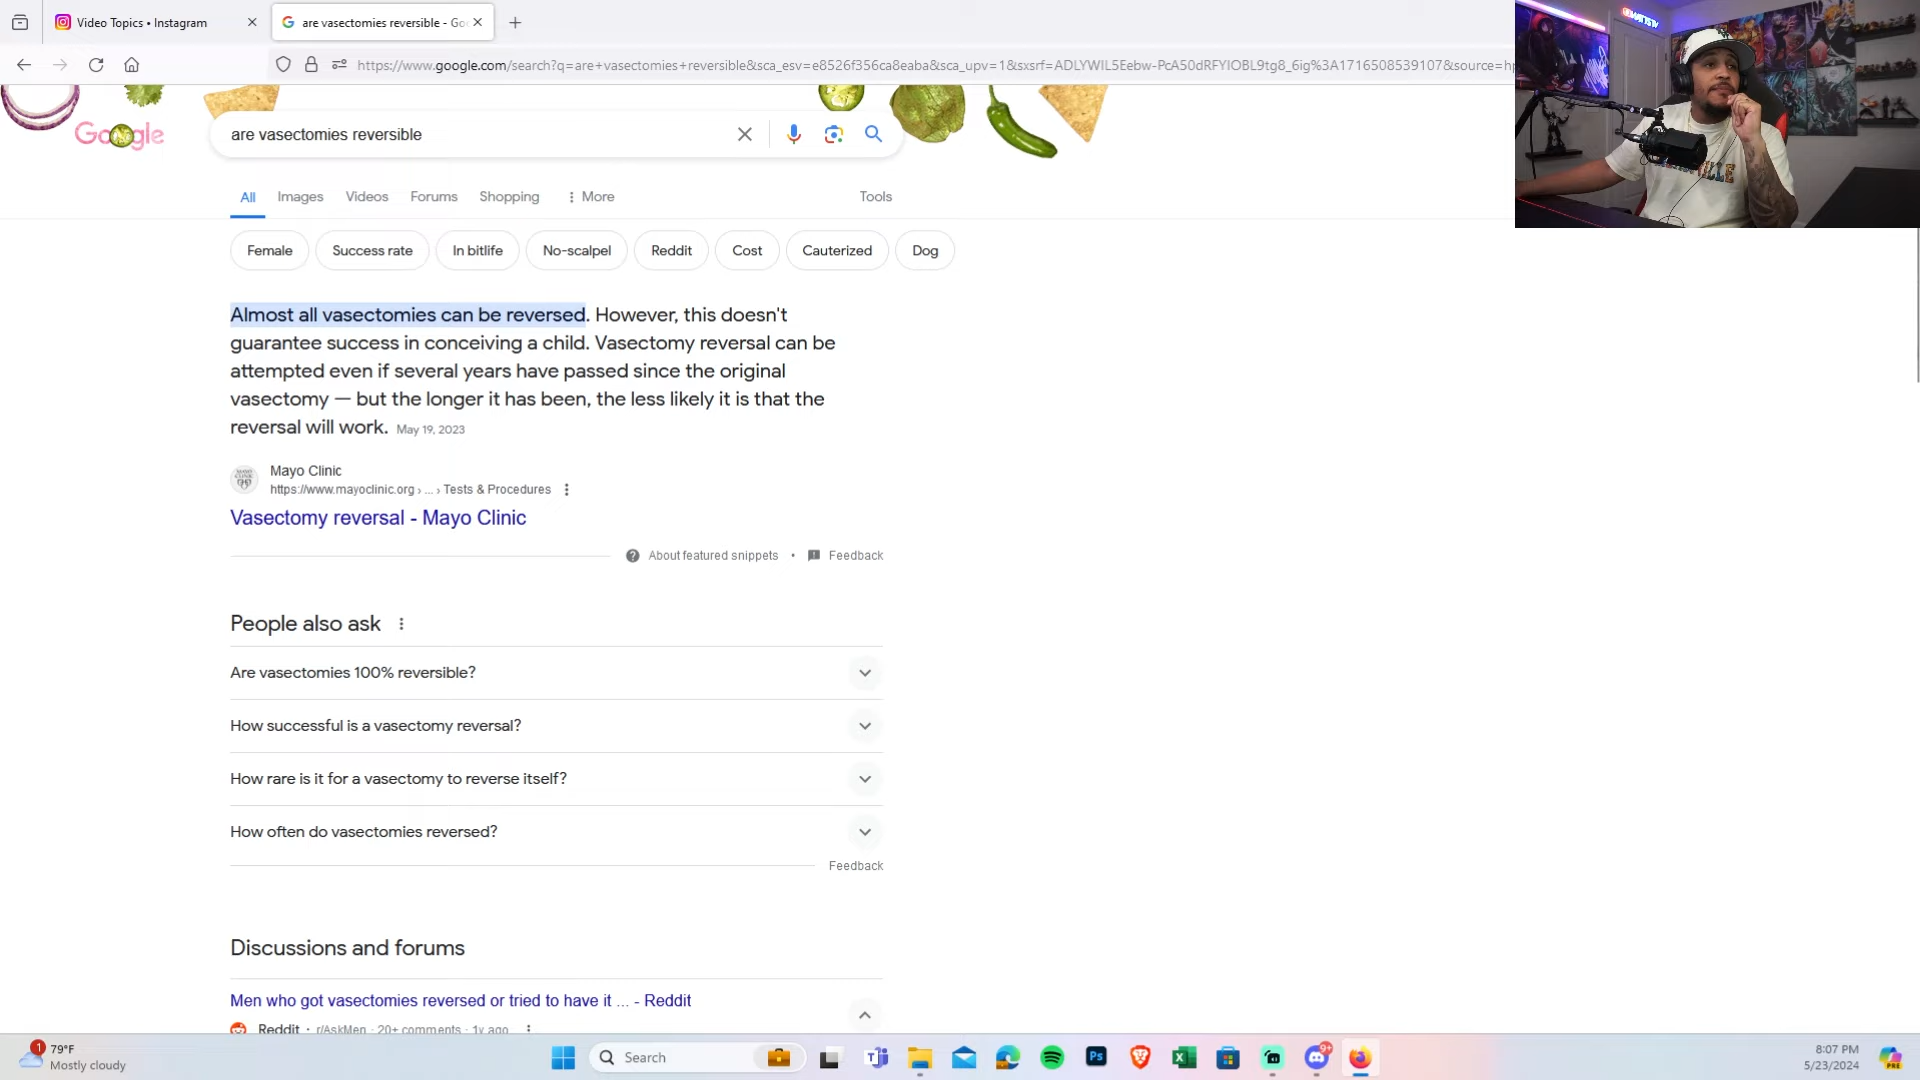 Video Topics • Instagram
are vasectomies reversible - Goo
https://www.google.com/search?q=are+vasectomies+reversible&sca_esv=e8526f356ca8eaba&sca_upv=1&sxsrf=ADLYWIL5Eebw-PcA50dRFYIOBL9tg8_6ig%3A1716508539107&source=hp
Google
are vasectomies reversible
All
Images
Videos
Forums
Shopping
More
Tools
Female
Success rate
In bitlife
No-scalpel
Reddit
Cost
Cauterized
Dog
Almost all vasectomies can be reversed. However, this doesn't
guarantee success in conceiving a child. Vasectomy reversal can be
attempted even if several years have passed since the original
vasectomy — but the longer it has been, the less likely it is that the
reversal will work. May 19, 2023
Mayo Clinic
https://www.mayoclinic.org › ... › Tests & Procedures
Vasectomy reversal - Mayo Clinic
About featured snippets • Feedback
People also ask
Are vasectomies 100% reversible?
How successful is a vasectomy reversal?
How rare is it for a vasectomy to reverse itself?
How often do vasectomies reversed?
Feedback
Discussions and forums
Men who got vasectomies reversed or tried to have it ... - Reddit
Reddit · r/AskMen · 20+ comments · 1y ago
1
79°F
Mostly cloudy
Search
Ps
9+
8:07 PM
5/23/2024
PRE